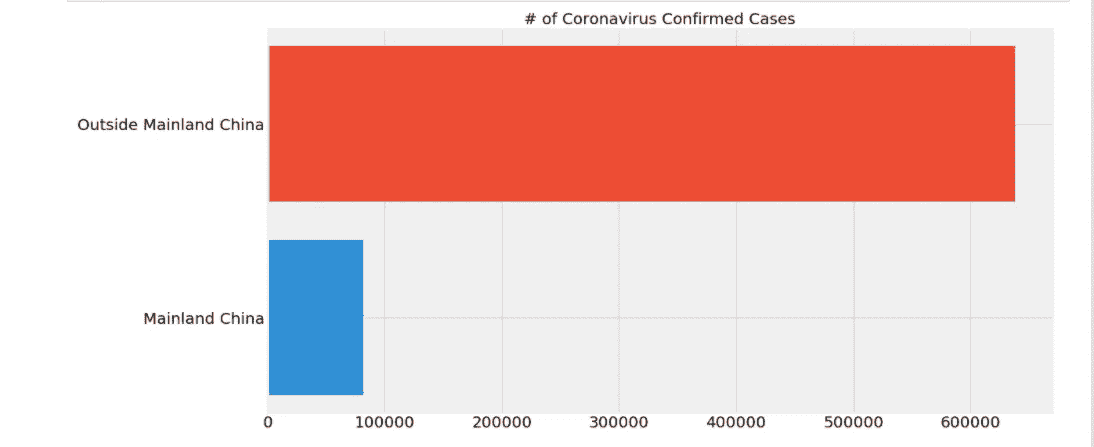 # of Coronavirus Confirmed Cases
Outside Mainland China
Mainland China
0 100000 200000 300000 400000 500000 600000